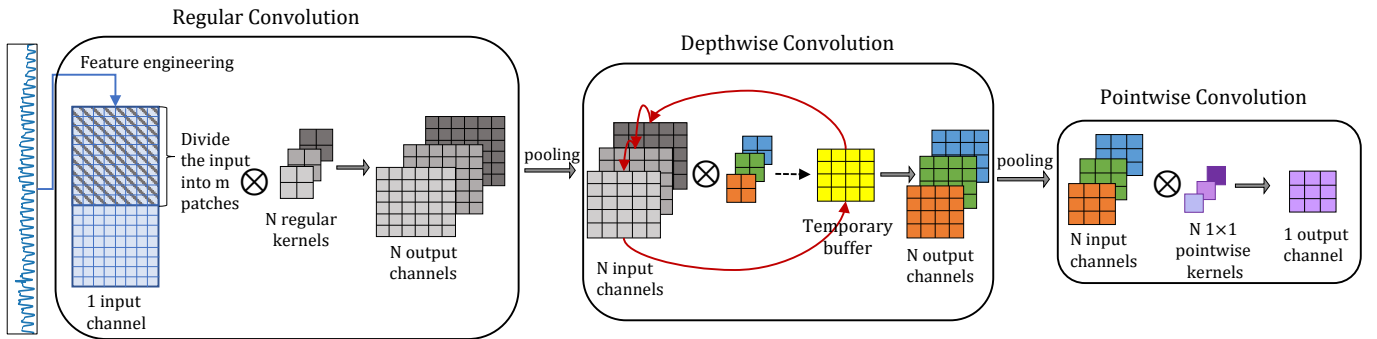 Regular Convolution
Feature engineering
Divide
the input
into m
patches
N regular
kernels
N output
channels
1 input
channel
pooling
Depthwise Convolution
N input
channels
Temporary
buffer
N output
channels
pooling
Pointwise Convolution
N input
channels
N 1×1
pointwise
kernels
1 output
channel